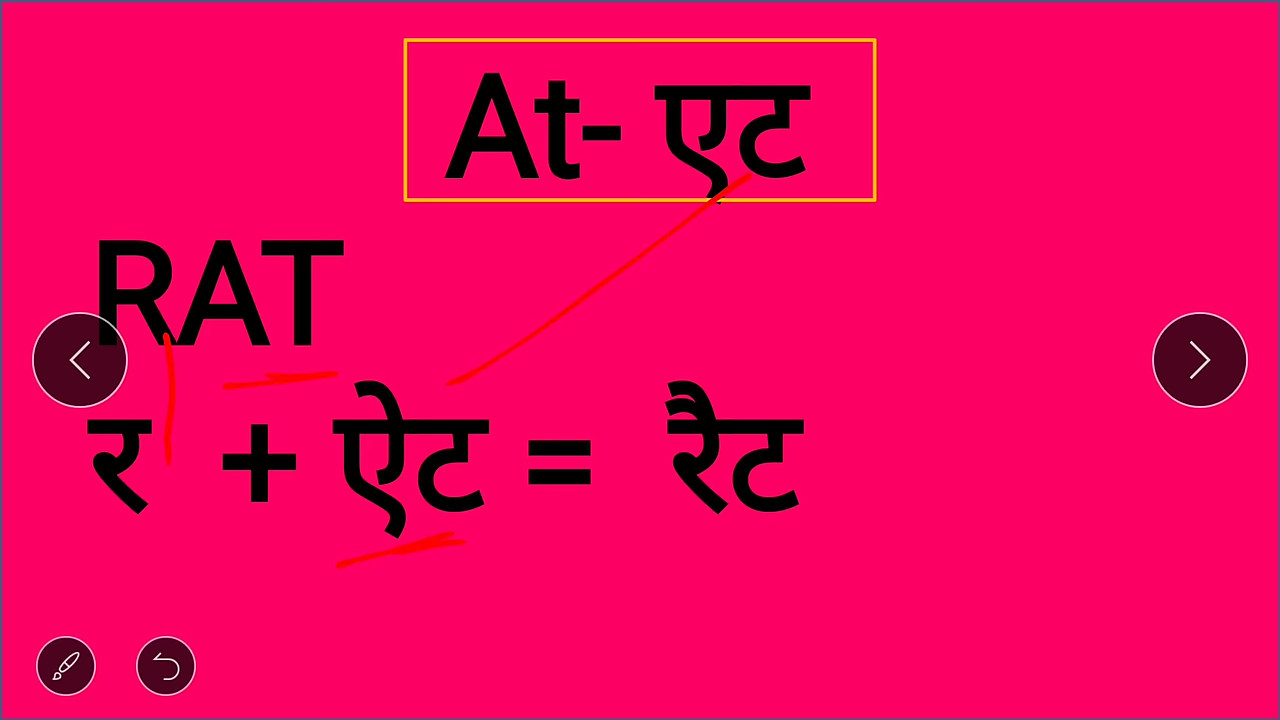 At- एट
RAT
र + ऐट = रैट